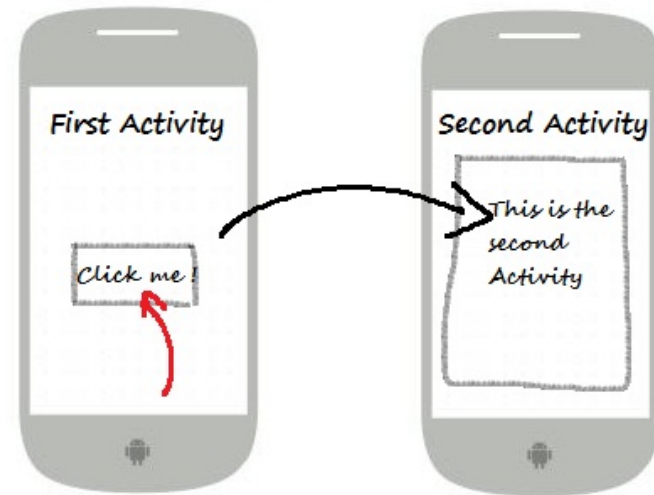 First Activity
Click me !
Second Activity
This is the
second
Activity